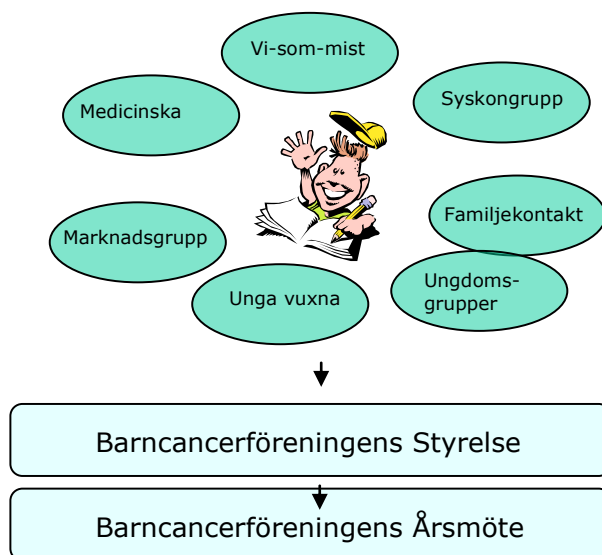 Vi-som-mist
Medicinska
Syskongrupp
Marknadsgrupp
Familjekontakt
Unga vuxna
Ungdoms-
grupper
Barncancerföreningens Styrelse
Barncancerföreningens Årsmöte